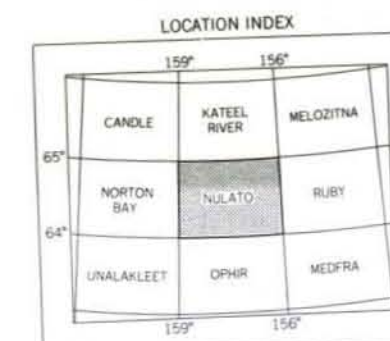 LOCATION INDEX
159° 156°
CANDLE KATEEL RIVER MELOZITNA
65°
NORTON BAY NULATO RUBY
64°
UNALAKLEET OPHIR MEDFRA
159° 156°